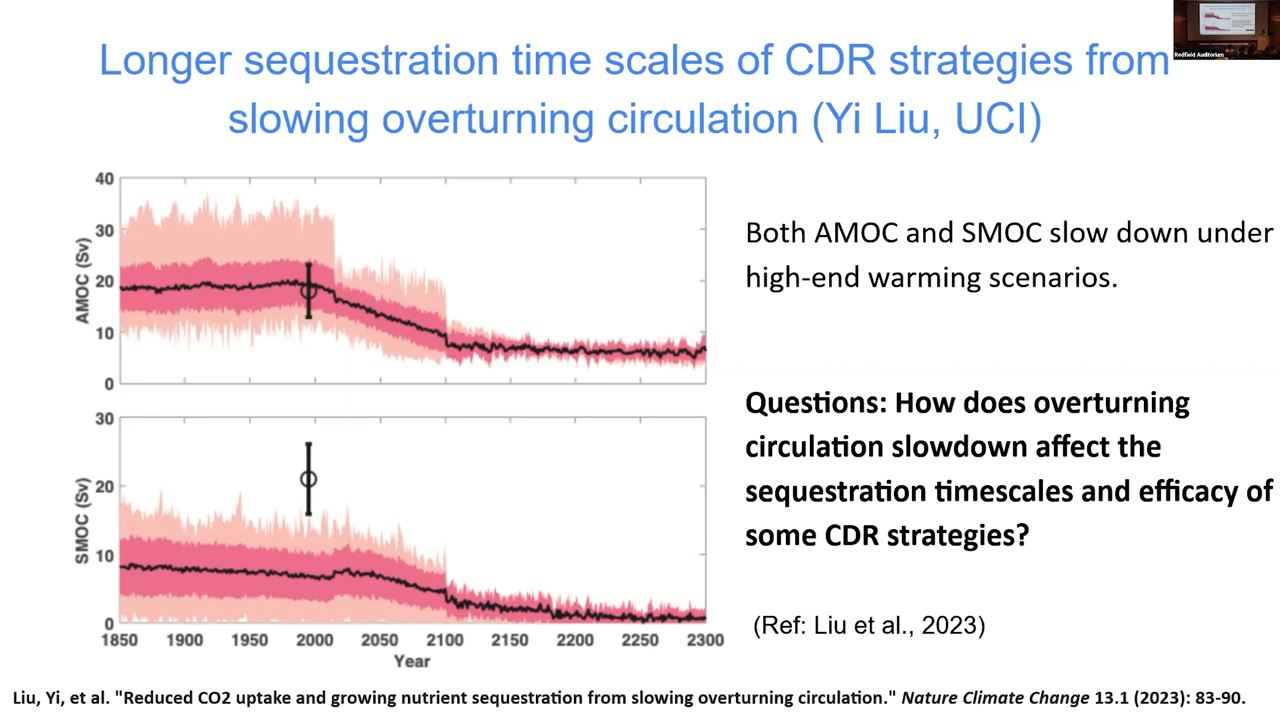 Longer sequestration time scales of CDR strategies from
slowing overturning circulation (Yi Liu, UCI)
Redfield Auditorium
40
30
20
10
0
AMOC (Sv)
Both AMOC and SMOC slow down under
high-end warming scenarios.
30
20
10
0
SMOC (Sv)
1850 1900 1950 2000 2050 2100 2150 2200 2250 2300
Year
Questions: How does overturning
circulation slowdown affect the
sequestration timescales and efficacy of
some CDR strategies?
(Ref: Liu et al., 2023)
Liu, Yi, et al. "Reduced CO2 uptake and growing nutrient sequestration from slowing overturning circulation." Nature Climate Change 13.1 (2023): 83-90.